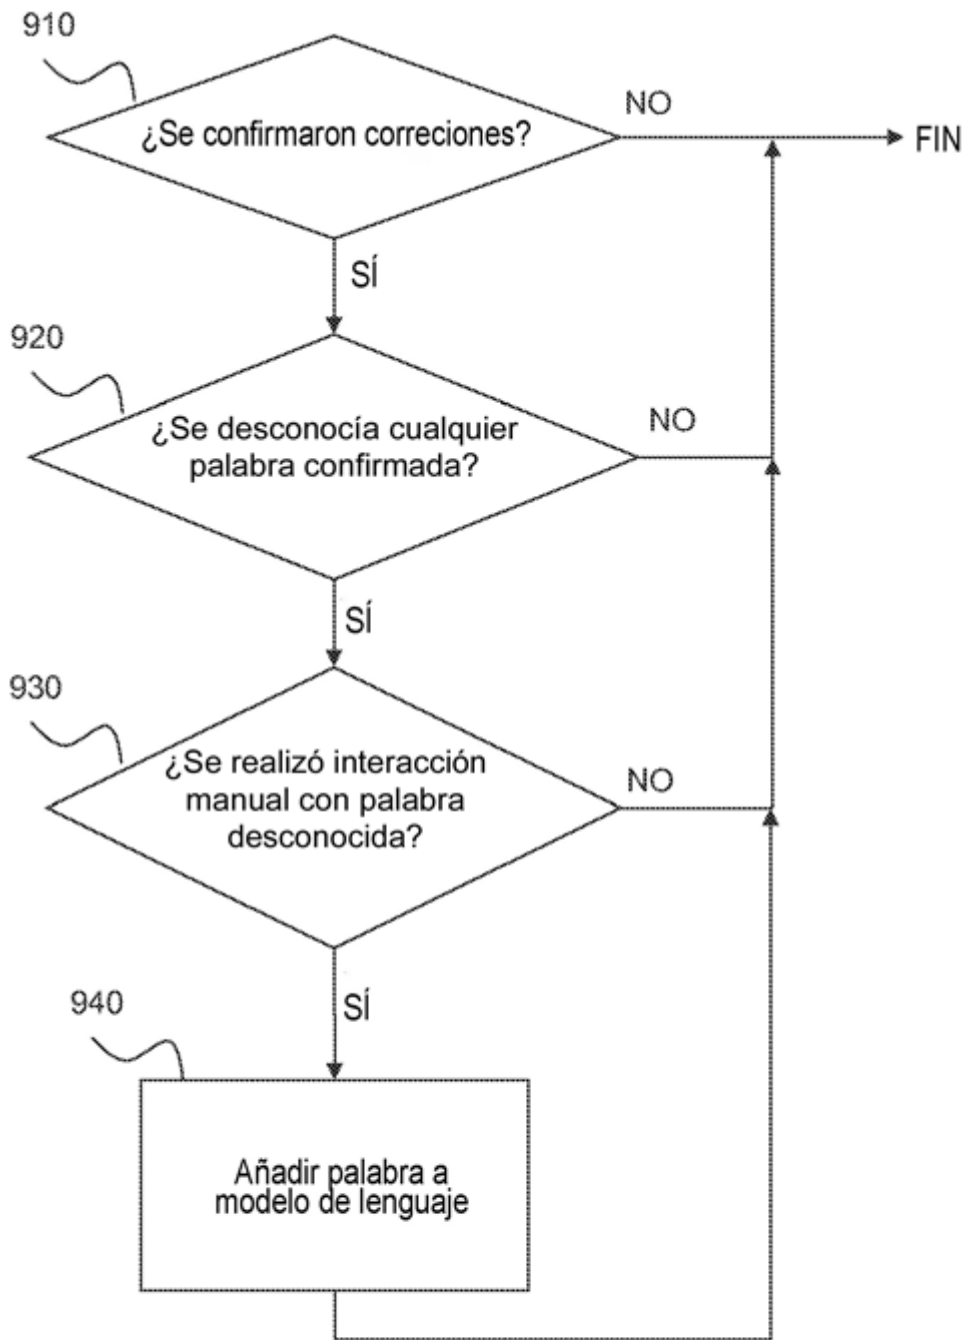 910
NO
¿Se confirmaron correciones?
FIN
SÍ
920
¿Se desconocía cualquier
palabra confirmada?
NO
SÍ
930
¿Se realizó interacción
manual con palabra
desconocida?
NO
SÍ
940
Añadir palabra a
modelo de lenguaje